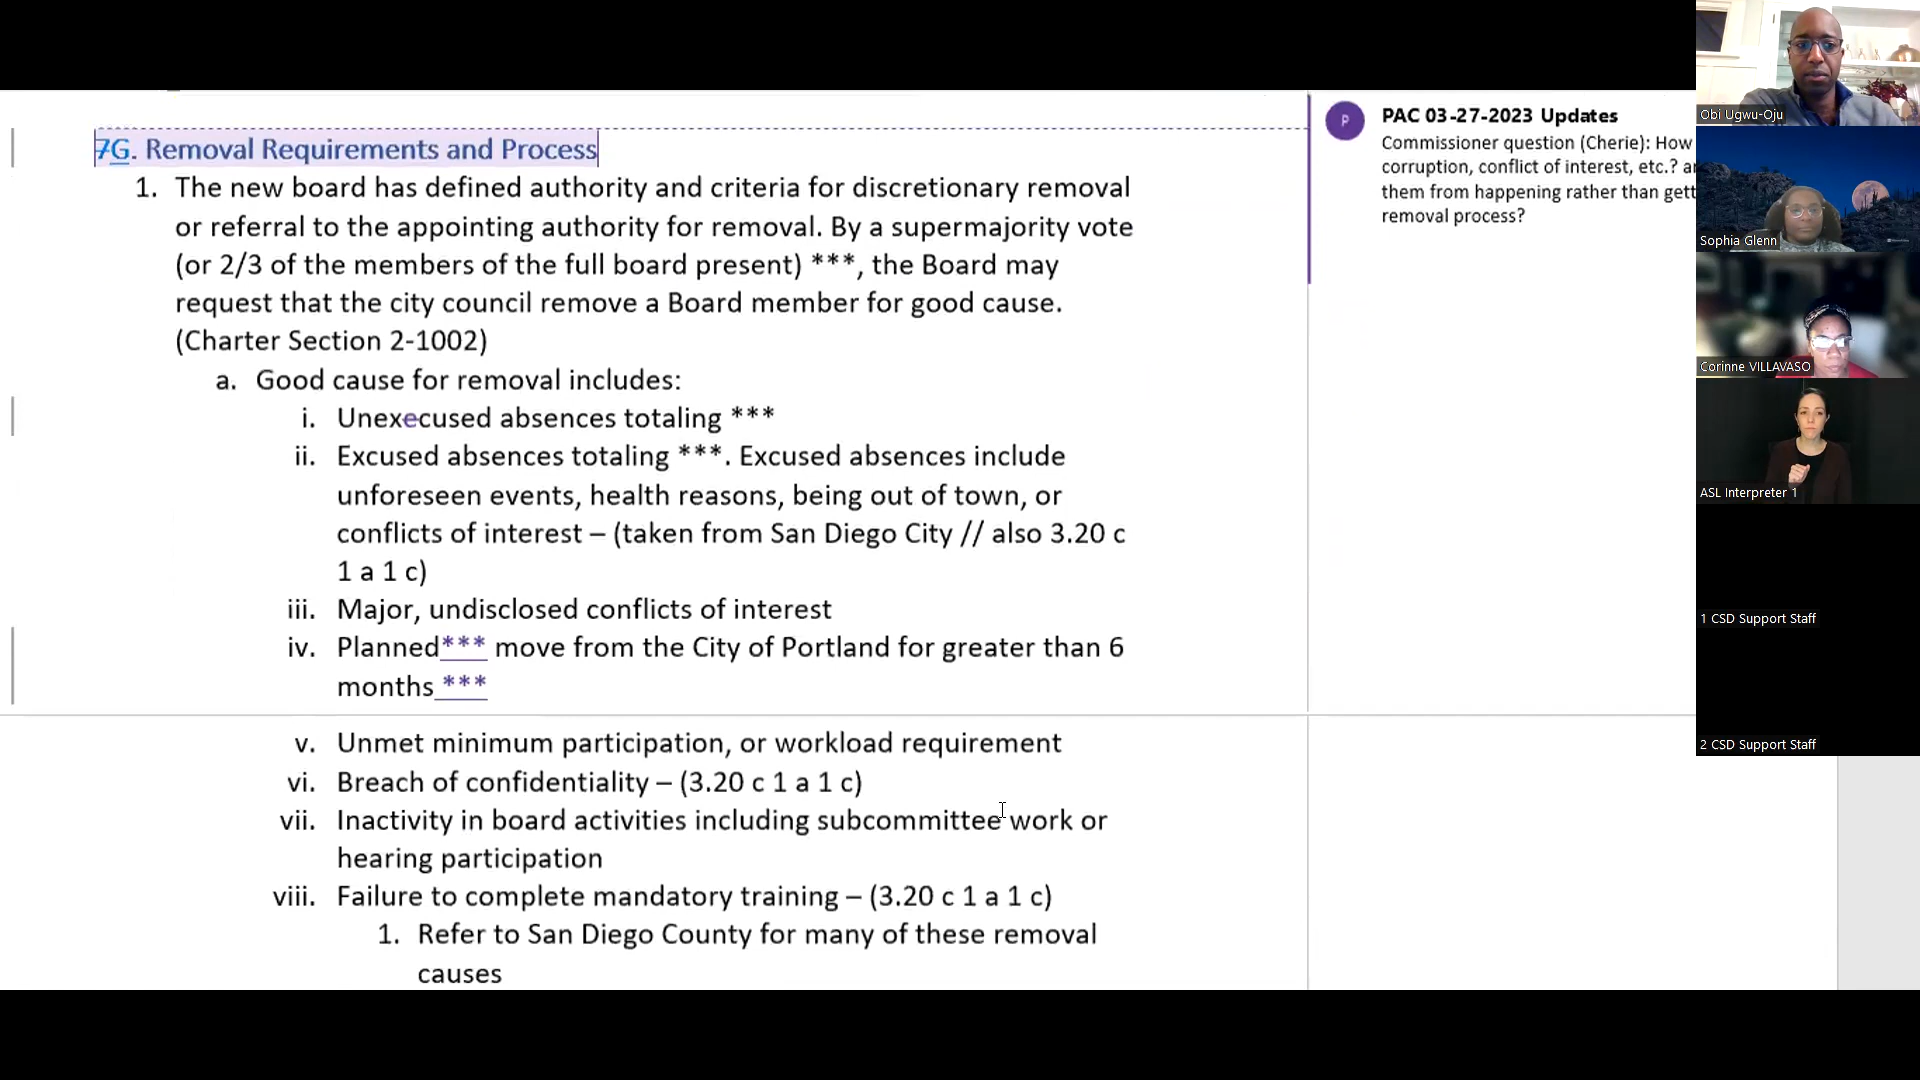 7G. Removal Requirements and Process
1. The new board has defined authority and criteria for discretionary removal
or referral to the appointing authority for removal. By a supermajority vote
(or 2/3 of the members of the full board present) ***, the Board may
request that the city council remove a Board member for good cause.
(Charter Section 2-1002)
a. Good cause for removal includes:
i. Unexecused absences totaling ***
ii. Excused absences totaling ***. Excused absences include
unforeseen events, health reasons, being out of town, or
conflicts of interest – (taken from San Diego City // also 3.20 c
1 a 1 c)
iii. Major, undisclosed conflicts of interest
iv. Planned*** move from the City of Portland for greater than 6
months ***
v. Unmet minimum participation, or workload requirement
vi. Breach of confidentiality – (3.20 c 1 a 1 c)
vii. Inactivity in board activities including subcommittee work or
hearing participation
viii. Failure to complete mandatory training – (3.20 c 1 a 1 c)
1. Refer to San Diego County for many of these removal
causes
P
PAC 03-27-2023 Updates
Commissioner question (Cherie): How
corruption, conflict of interest, etc.?
them from happening rather than
removal process?
Obi Ugwu-Oju
Sophia Glenn
Corinne VILLAVASO
ASL Interpreter 1
1 CSD Support Staff
2 CSD Support Staff